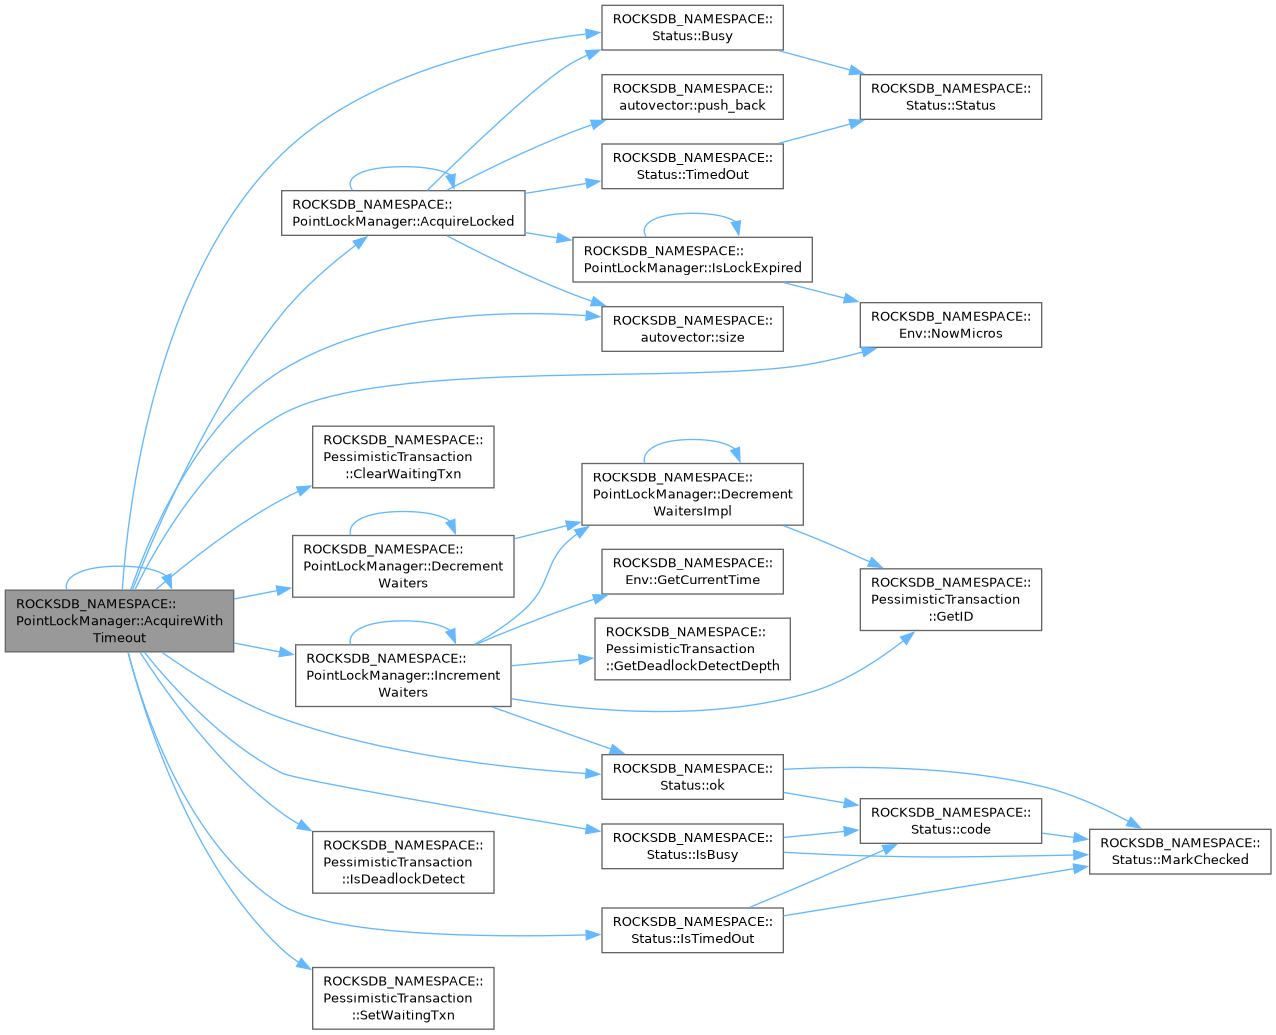 ROCKSDB_NAMESPACE::
Status::Busy
ROCKSDB_NAMESPACE::
autovector::push_back
ROCKSDB_NAMESPACE::
Status::Status
ROCKSDB_NAMESPACE::
Status::TimedOut
ROCKSDB_NAMESPACE::
PointLockManager::AcquireLocked
ROCKSDB_NAMESPACE::
PointLockManager::IsLockExpired
ROCKSDB_NAMESPACE::
autovector::size
ROCKSDB_NAMESPACE::
Env::NowMicros
ROCKSDB_NAMESPACE::
PessimisticTransaction
::ClearWaitingTxn
ROCKSDB_NAMESPACE::
PointLockManager::Decrement
WaitersImpl
ROCKSDB_NAMESPACE::
PointLockManager::Decrement
Waiters
ROCKSDB_NAMESPACE::
Env::GetCurrentTime
ROCKSDB_NAMESPACE::
PessimisticTransaction
::GetID
ROCKSDB_NAMESPACE::
PointLockManager::AcquireWith
Timeout
ROCKSDB_NAMESPACE::
PessimisticTransaction
::GetDeadlockDetectDepth
ROCKSDB_NAMESPACE::
PointLockManager::Increment
Waiters
ROCKSDB_NAMESPACE::
Status::ok
ROCKSDB_NAMESPACE::
Status::code
ROCKSDB_NAMESPACE::
Status::IsBusy
ROCKSDB_NAMESPACE::
Status::MarkChecked
ROCKSDB_NAMESPACE::
PessimisticTransaction
::IsDeadlockDetect
ROCKSDB_NAMESPACE::
Status::IsTimedOut
ROCKSDB_NAMESPACE::
PessimisticTransaction
::SetWaitingTxn